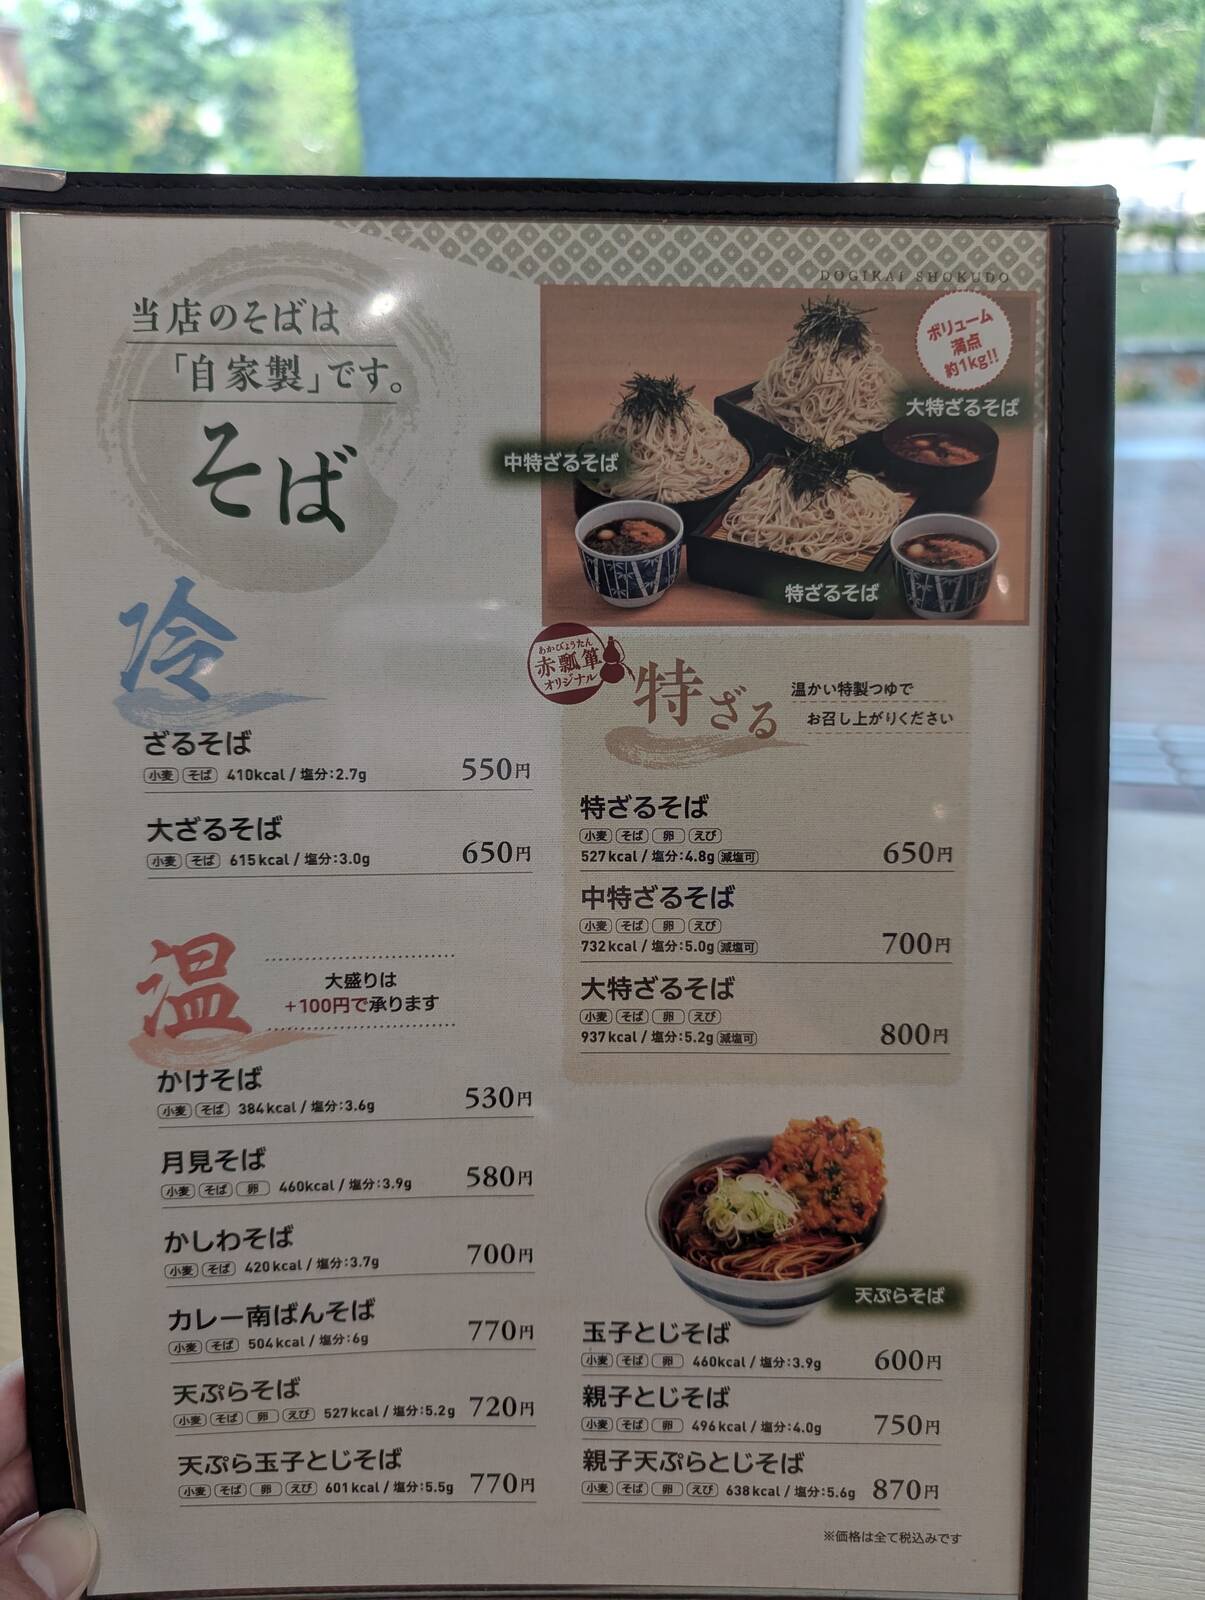 DOGIKAI SHOKUDO
当店のそばは
「自家製」です。
そば
ボリューム
満点
約1kg!!
大特ざるそば
中特ざるそば
特ざるそば
冷
ざるそば
小麦 そば 410kcal / 塩分:2.7g 550円
大ざるそば
小麦 そば 615kcal / 塩分:3.0g 650円
温
大盛りは
+100円で承ります
かけそば
小麦 そば 384kcal / 塩分:3.6g 530円
月見そば
小麦 そば 卵 460kcal / 塩分:3.9g 580円
かしわそば
小麦 そば 420kcal / 塩分:3.7g 700円
カレー南ばんそば
小麦 そば 504kcal / 塩分:6g 770円
天ぷらそば
小麦 そば 卵 えび 527kcal / 塩分:5.2g 720円
天ぷら玉子とじそば
小麦 そば 卵 えび 601kcal / 塩分:5.5g 770円
あかびょうたん
赤瓢箪
オリジナル
特ざる
温かい特製つゆで
お召し上がりください
特ざるそば
小麦 そば 卵 えび
527kcal / 塩分:4.8g 減塩可 650円
中特ざるそば
小麦 そば 卵 えび
732kcal / 塩分:5.0g 減塩可 700円
大特ざるそば
小麦 そば 卵 えび
937kcal / 塩分:5.2g 減塩可 800円
天ぷらそば
玉子とじそば
小麦 そば 卵 460kcal / 塩分:3.9g 600円
親子とじそば
小麦 そば 卵 496kcal / 塩分:4.0g 750円
親子天ぷらとじそば
小麦 そば 卵 えび 638kcal / 塩分:5.6g 870円
※価格は全て税込みです